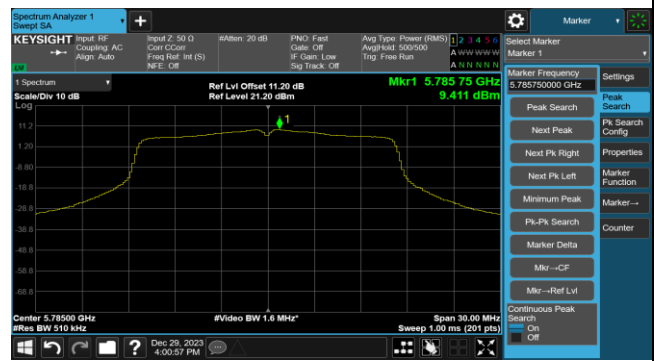 Spectrum Analyzer 1
Swept SA
+
Marker
KEYSIGHT
Input: RF
Coupling: AC
Align: Auto
Input Z: 50 Ω
Corr CCorr
Freq Ref: Int (S)
NFE: Off
#Atten: 20 dB
PNO: Fast
Gate: Off
IF Gain: Low
Sig Track: Off
Avg Type: Power (RMS)
Avg|Hold: 500/500
Trig: Free Run
1 2 3 4 5 6
A W W W W W
A N N N N N
LXI
Select Marker
Marker 1
1 Spectrum
Scale/Div 10 dB
Log
Ref Lvl Offset 11.20 dB
Ref Level 21.20 dBm
Mkr1 5.785 75 GHz
9.411 dBm
1
11.2
1.20
-8.80
-18.8
-28.8
-38.8
-48.8
-58.8
-68.8
Center 5.78500 GHz
#Res BW 510 kHz
#Video BW 1.6 MHz*
Span 30.00 MHz
Sweep 1.00 ms (201 pts)
Marker Frequency
5.785750000 GHz
Peak Search
Next Peak
Next Pk Right
Next Pk Left
Minimum Peak
Pk-Pk Search
Marker Delta
Mkr→CF
Mkr→Ref Lvl
Continuous Peak
Search
On
Off
Settings
Peak
Search
Pk Search
Config
Properties
Marker
Function
Marker→
Counter
?
Dec 29, 2023
4:00:57 PM